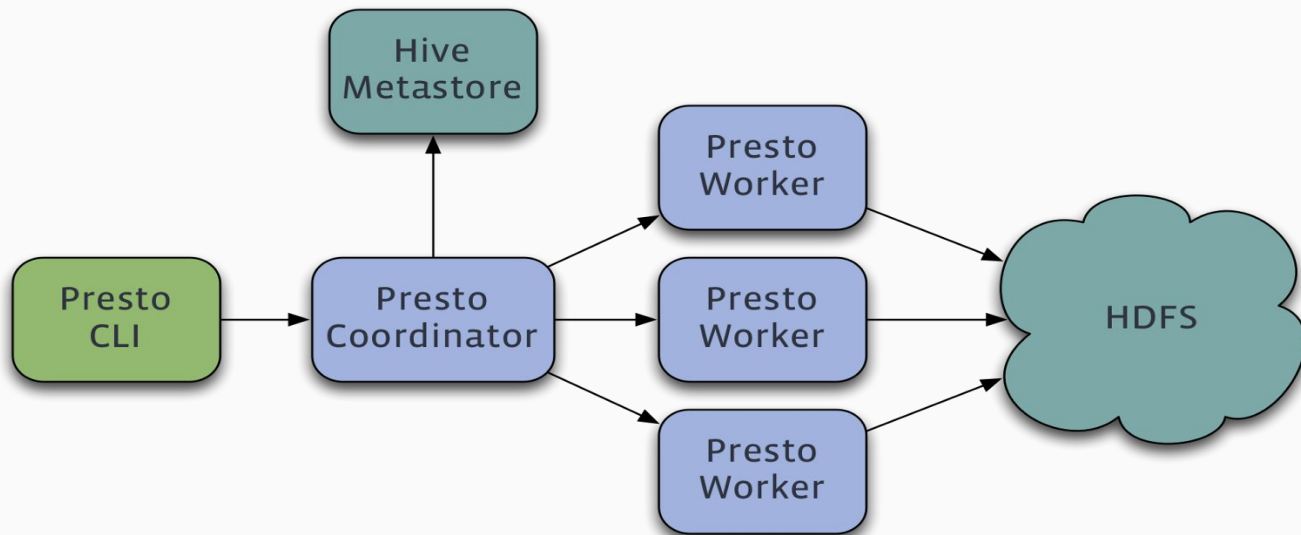 Hive
Metastore
Presto
Worker
Presto
CLI
Presto
Coordinator
Presto
Worker
HDFS
Presto
Worker